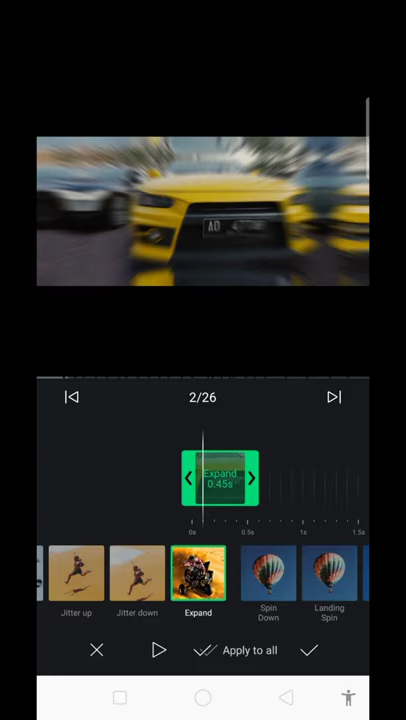 AD
2/26
Expand
0.45s
0s 0.5s 1s 1.5s
Jitter up Jitter down Expand Spin Down Landing Spin
Apply to all